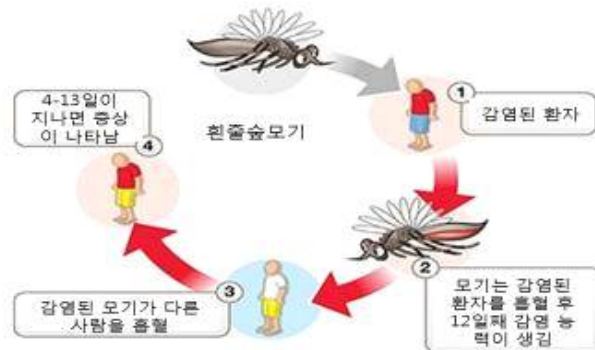 흰줄숲모기
1
감염된 환자
2
모기는 감염된
환자를 흡혈 후
12일째 감염 능
력이 생김
3
감염된 모기가 다른
사람을 흡혈
4-13일이
지나면 증상
이 나타남
4